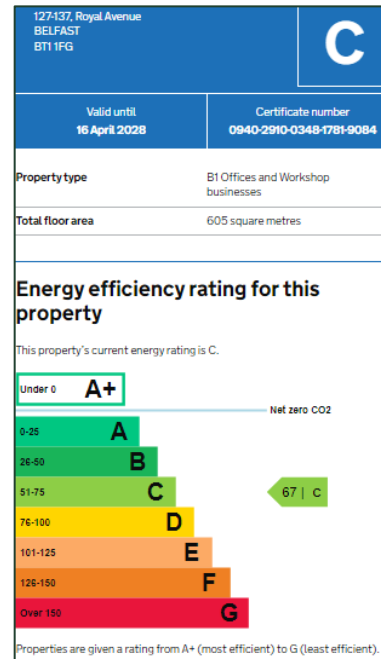 127-137, Royal Avenue
BELFAST
BT1 1FG
C
Valid until
16 April 2028
Certificate number
0940-2910-0348-1781-9084
Property type
B1 Offices and Workshop
businesses
Total floor area
605 square metres
Energy efficiency rating for this
property
This property's current energy rating is C.
Under 0 A+
Net zero CO2
0-25 A
26-50 B
51-75 C
67 | C
76-100 D
101-125 E
126-150 F
Over 150 G
Properties are given a rating from A+ (most efficient) to G (least efficient).